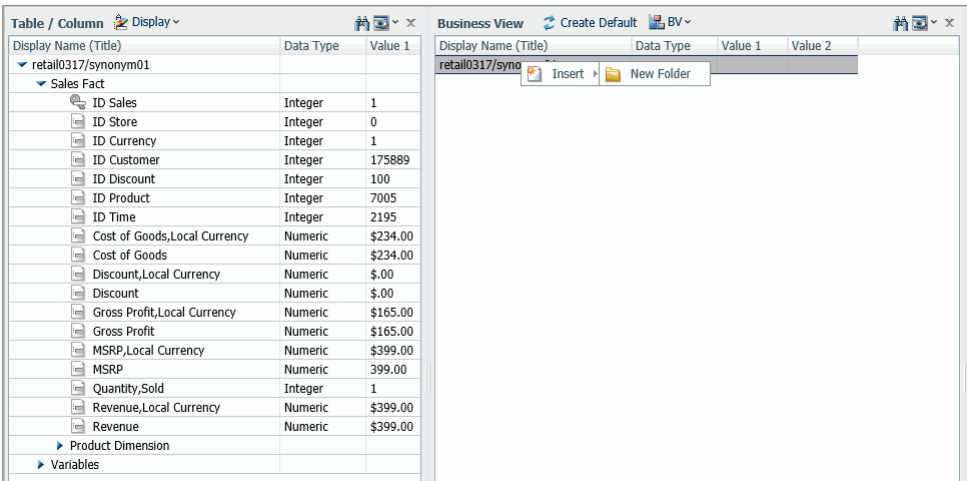 Table / Column Display
Display Name (Title) Data Type Value 1
retail0317/synonym01
Sales Fact
ID Sales Integer 1
ID Store Integer 0
ID Currency Integer 1
ID Customer Integer 175889
ID Discount Integer 100
ID Product Integer 7005
ID Time Integer 2195
Cost of Goods,Local Currency Numeric $234.00
Cost of Goods Numeric $234.00
Discount,Local Currency Numeric $.00
Discount Numeric $.00
Gross Profit,Local Currency Numeric $165.00
Gross Profit Numeric $165.00
MSRP,Local Currency Numeric $399.00
MSRP Numeric 399.00
Quantity,Sold Integer 1
Revenue,Local Currency Numeric $399.00
Revenue Numeric $399.00
Product Dimension
Variables
Business View Create Default BV
Display Name (Title) Data Type Value 1 Value 2
retail0317/syno
Insert New Folder